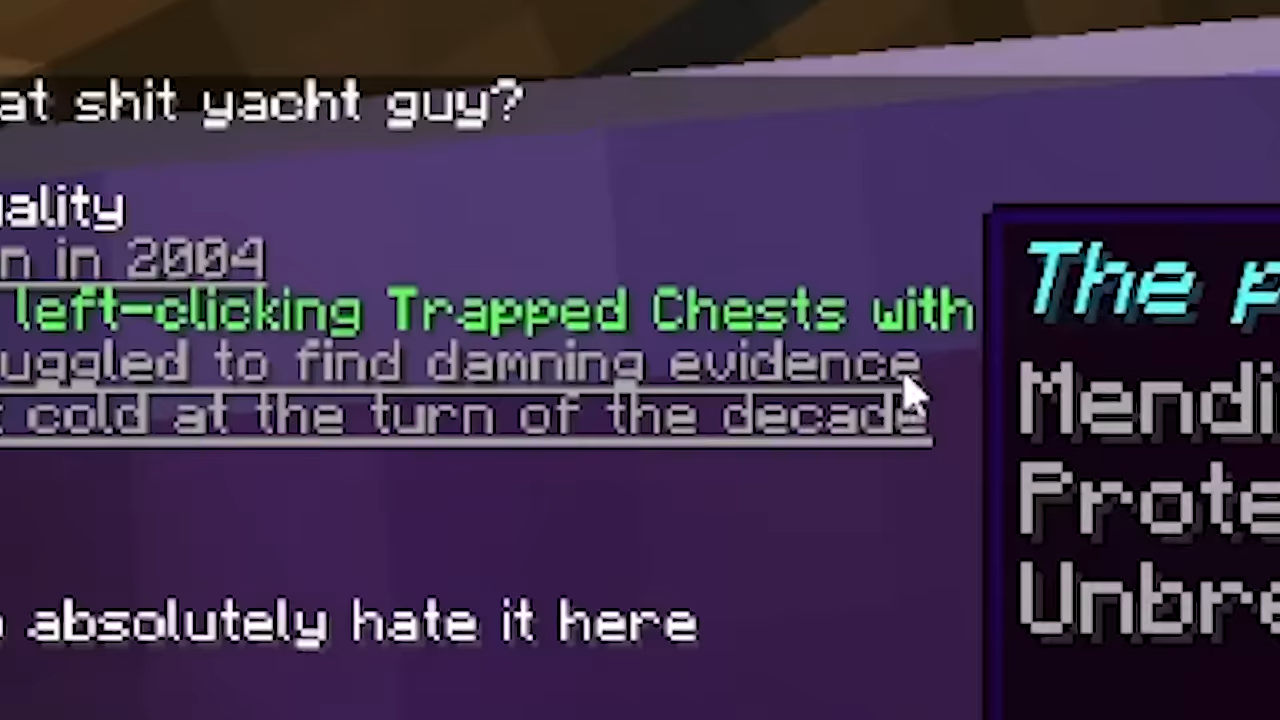 at shit yacht guy?
ality
n in 2004
left-clicking Trapped Chests with
uggled to find damning evidence
cold at the turn of the decade
absolutely hate it here
The p
Mendi
Prote
Unbre